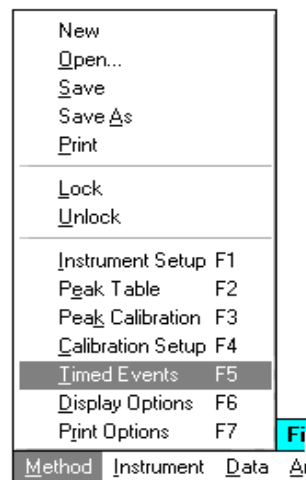 New
Open...
Save
Save As
Print
Lock
Unlock
Instrument Setup F1
Peak Table F2
Peak Calibration F3
Calibration Setup F4
Timed Events F5
Display Options F6
Print Options F7
Method Instrument Data